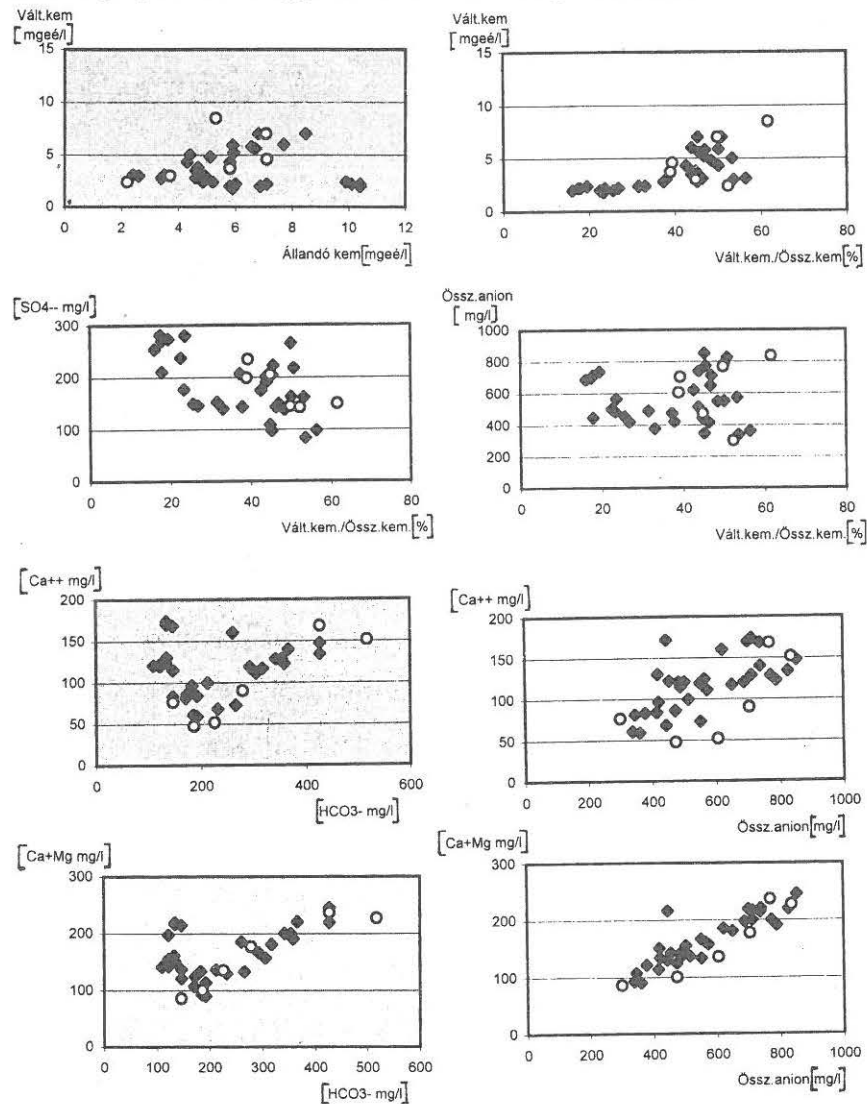 Vált.kem
[mgeé/l]
15
10
5
0
0 2 4 6 8 10 12
Állandó kem[mgeé/l]
Vált.kem
[mgeé/l]
15
10
5
0
0 20 40 60 80
Vált.kem./Össz.kem[%]
[SO4-- mg/l]
300
200
100
0
0 20 40 60 80
Vált.kem./Össz.kem.[%]
Össz.anion
[mg/l]
1000
800
600
400
200
0
0 20 40 60 80
Vált.kem./Össz.kem.[%]
[Ca++ mg/l]
200
150
100
50
0
0 200 400 600
[HCO3- mg/l]
[Ca++ mg/l]
200
150
100
50
0
0 200 400 600 800 1000
Össz.anion[mg/l]
[Ca+Mg mg/l]
300
200
100
0
0 100 200 300 400 500 600
[HCO3- mg/l]
[Ca+Mg mg/l]
300
200
100
0
0 200 400 600 800 1000
Össz.anion[mg/l]